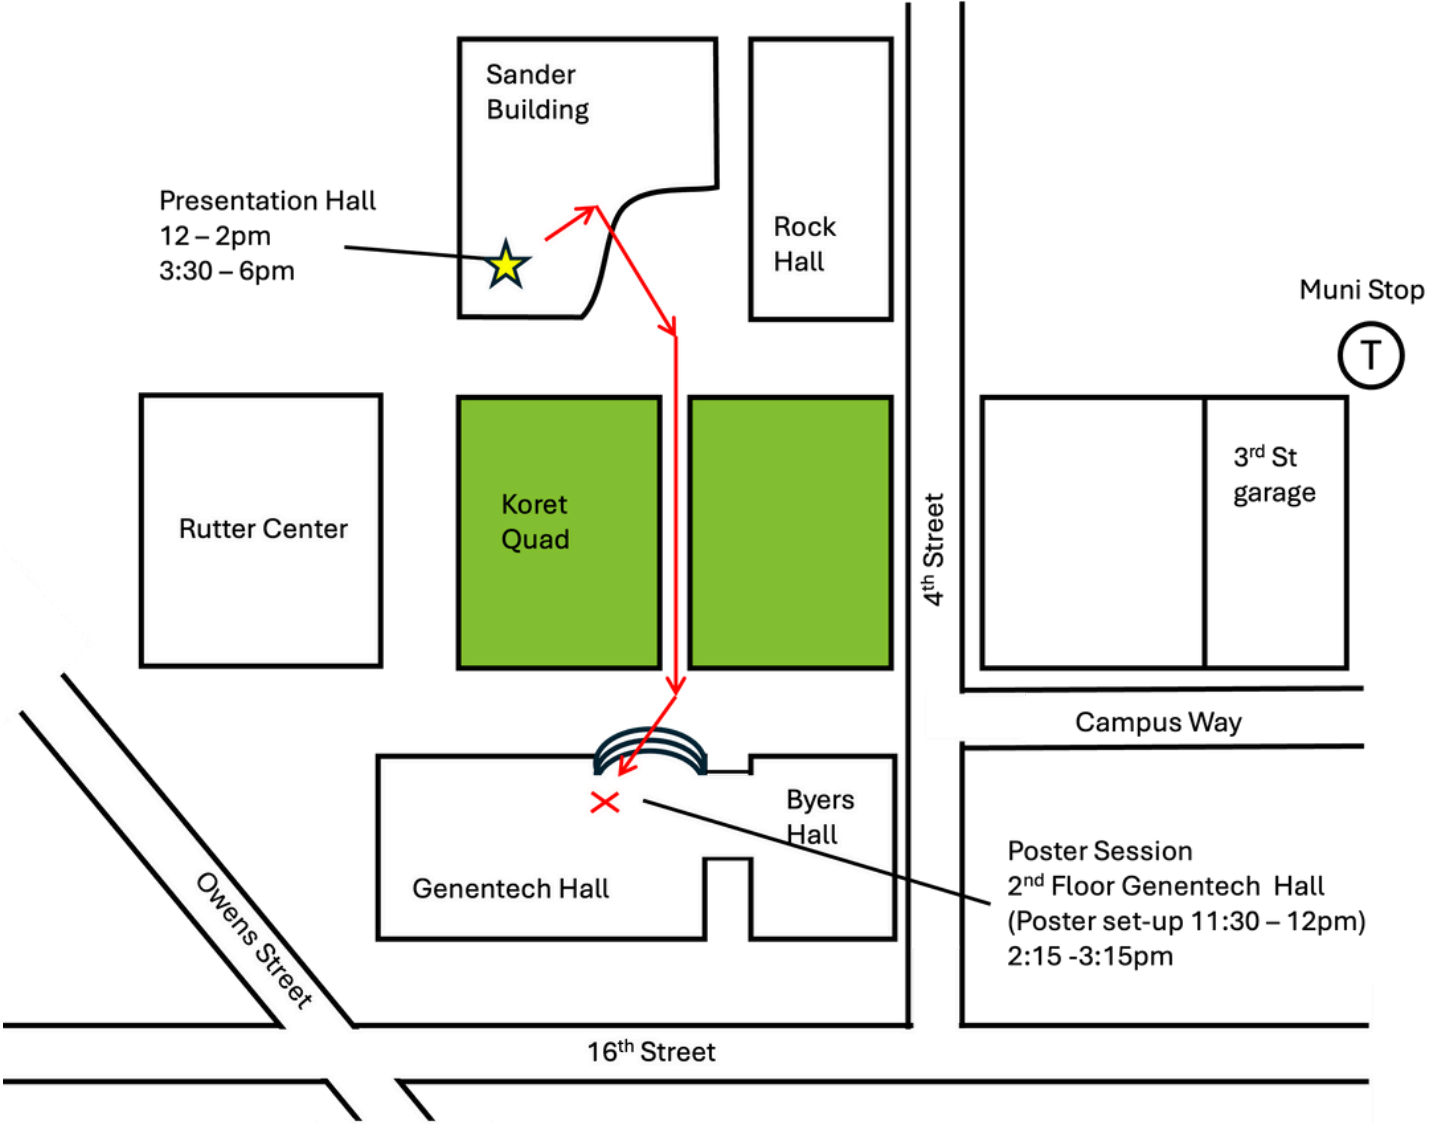 Sander
Building
Presentation Hall
12 – 2pm
3:30 – 6pm
Rock
Hall
Muni Stop
T
3rd St
garage
Koret
Quad
Rutter Center
4th Street
Campus Way
Byers
Hall
Genentech Hall
Poster Session
2nd Floor Genentech Hall
(Poster set-up 11:30 – 12pm)
2:15 -3:15pm
Owens Street
16th Street